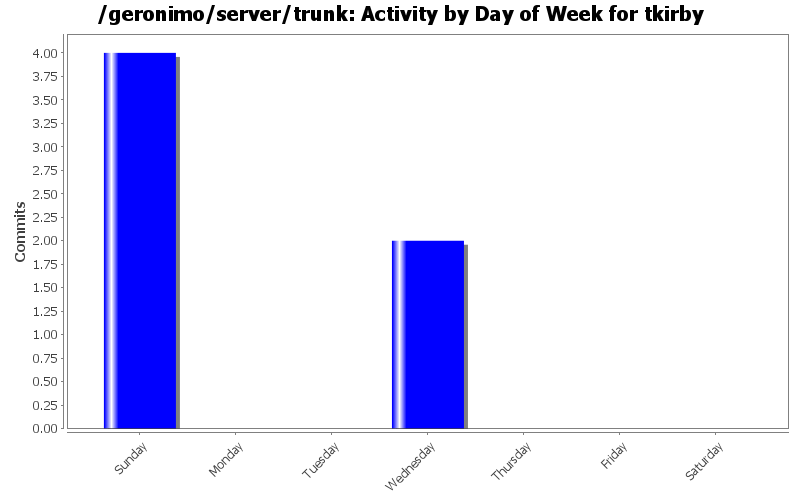 /geronimo/server/trunk: Activity by Day of Week for tkirby
4.00
3.75
3.50
3.25
3.00
2.75
2.50
2.25
2.00
1.75
1.50
1.25
1.00
0.75
0.50
0.25
0.00
Commits
Sunday
Monday
Tuesday
Wednesday
Thursday
Friday
Saturday